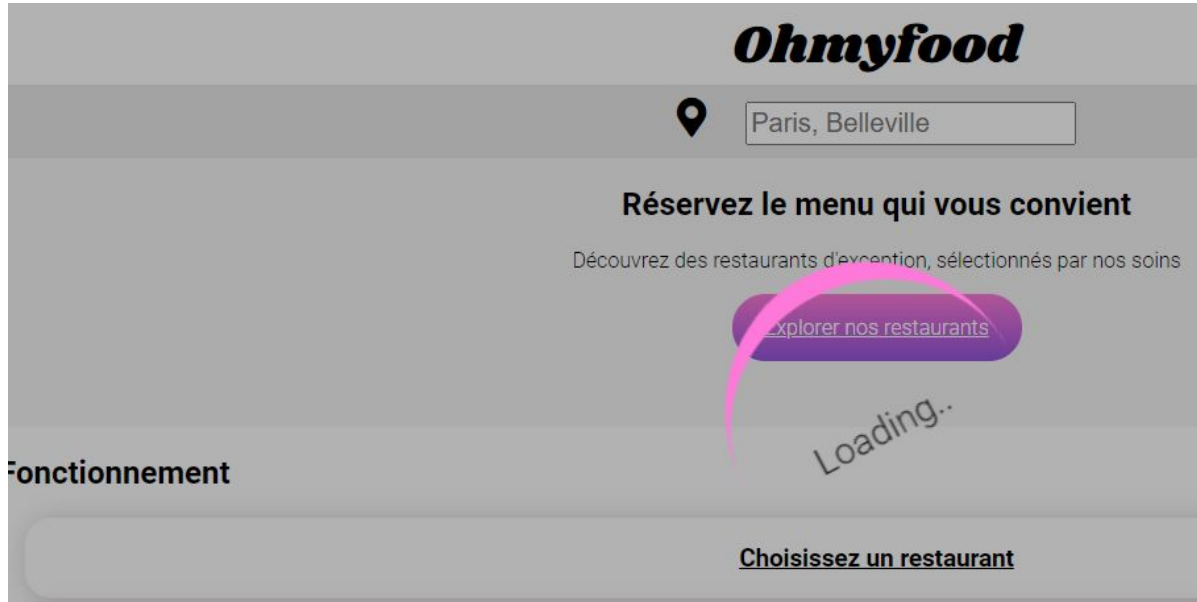 Ohmyfood
Paris, Belleville
Réservez le menu qui vous convient
Découvrez des restaurants d'exception, sélectionnés par nos soins
Explorer nos restaurants
Loading..
Fonctionnement
Choisissez un restaurant